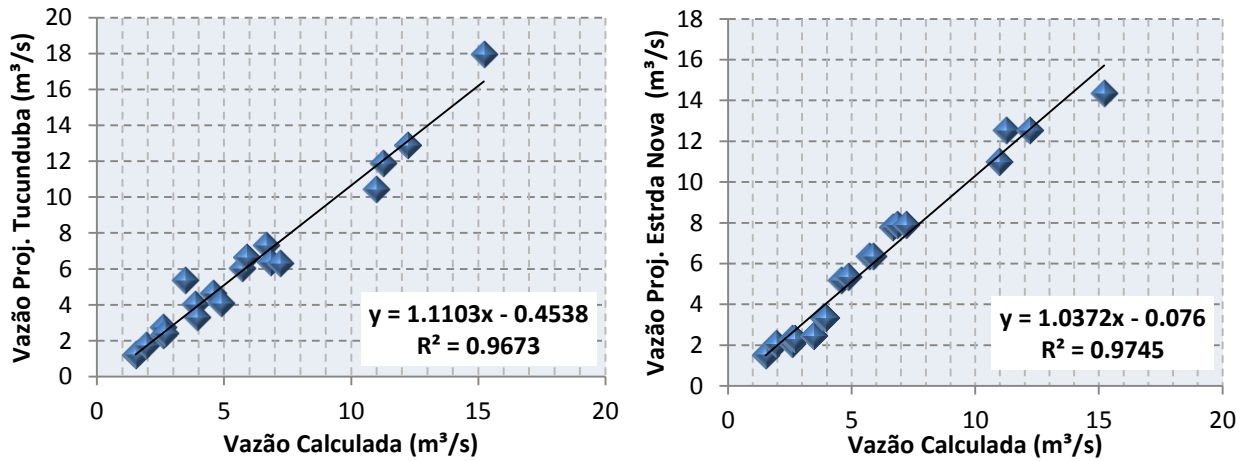 Vazão Proj. Tucunduba (m³/s)
20
18
16
14
12
10
8
6
4
2
0
y = 1.1103x - 0.4538
R² = 0.9673
0 5 10 15 20
Vazão Calculada (m³/s)
Vazão Proj. Estrda Nova (m³/s)
18
16
14
12
10
8
6
4
2
0
y = 1.0372x - 0.076
R² = 0.9745
0 5 10 15 20
Vazão Calculada (m³/s)